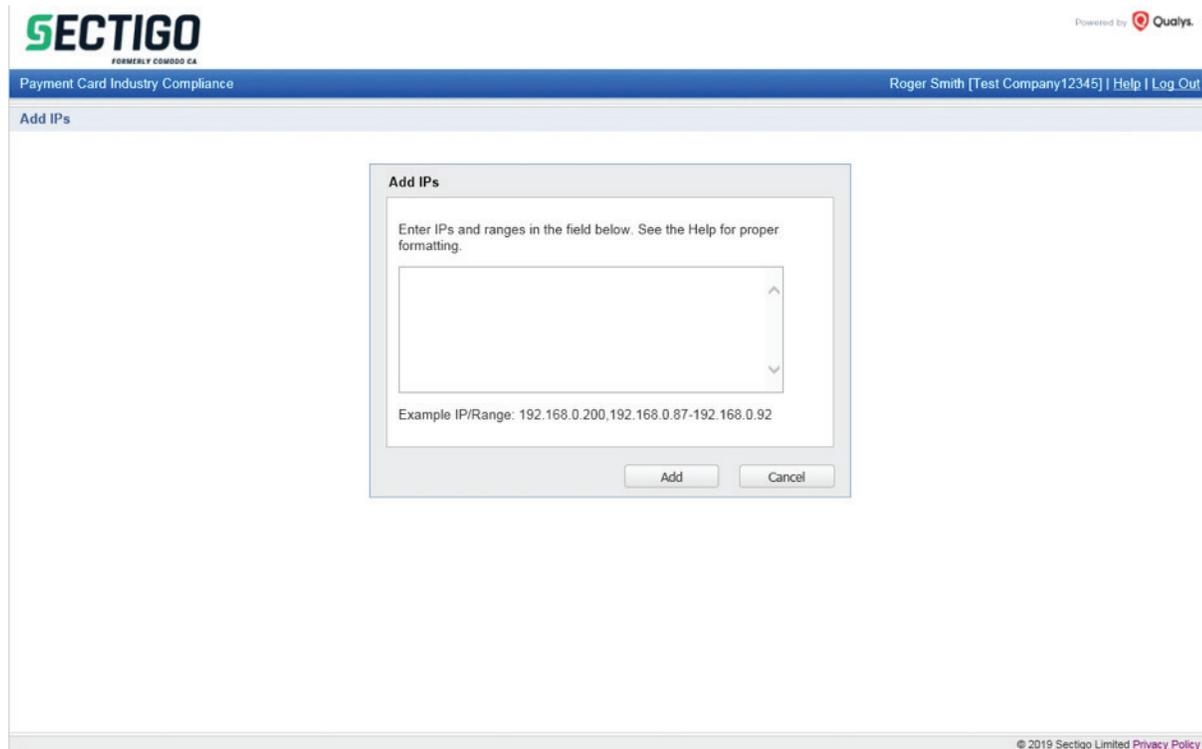 SECTIGO
FORMERLY COMODO CA
Powered by Qualys.
Payment Card Industry Compliance
Roger Smith [Test Company12345] | Help | Log Out
Add IPs
Add IPs
Enter IPs and ranges in the field below. See the Help for proper
formatting.
Example IP/Range: 192.168.0.200,192.168.0.87-192.168.0.92
Add
Cancel
© 2019 Sectigo Limited Privacy Policy